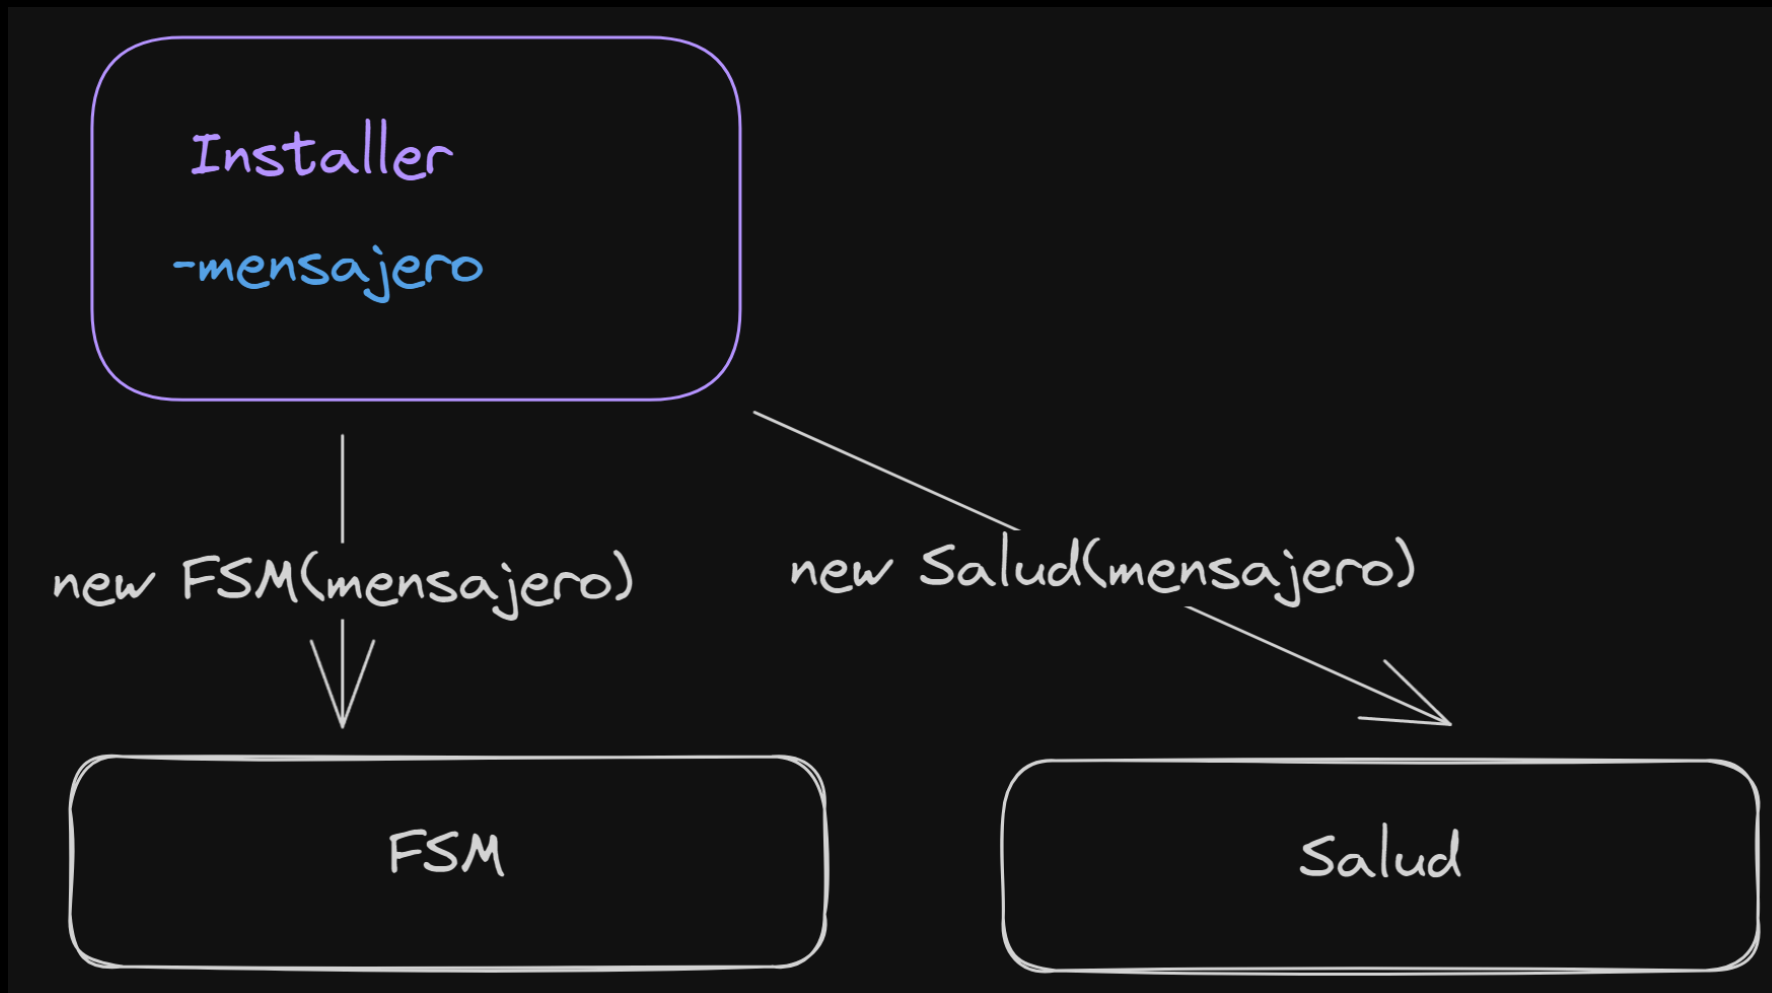 Installer
-mensajero
new FSM(mensajero)
new Salud(mensajero)
FSM
Salud